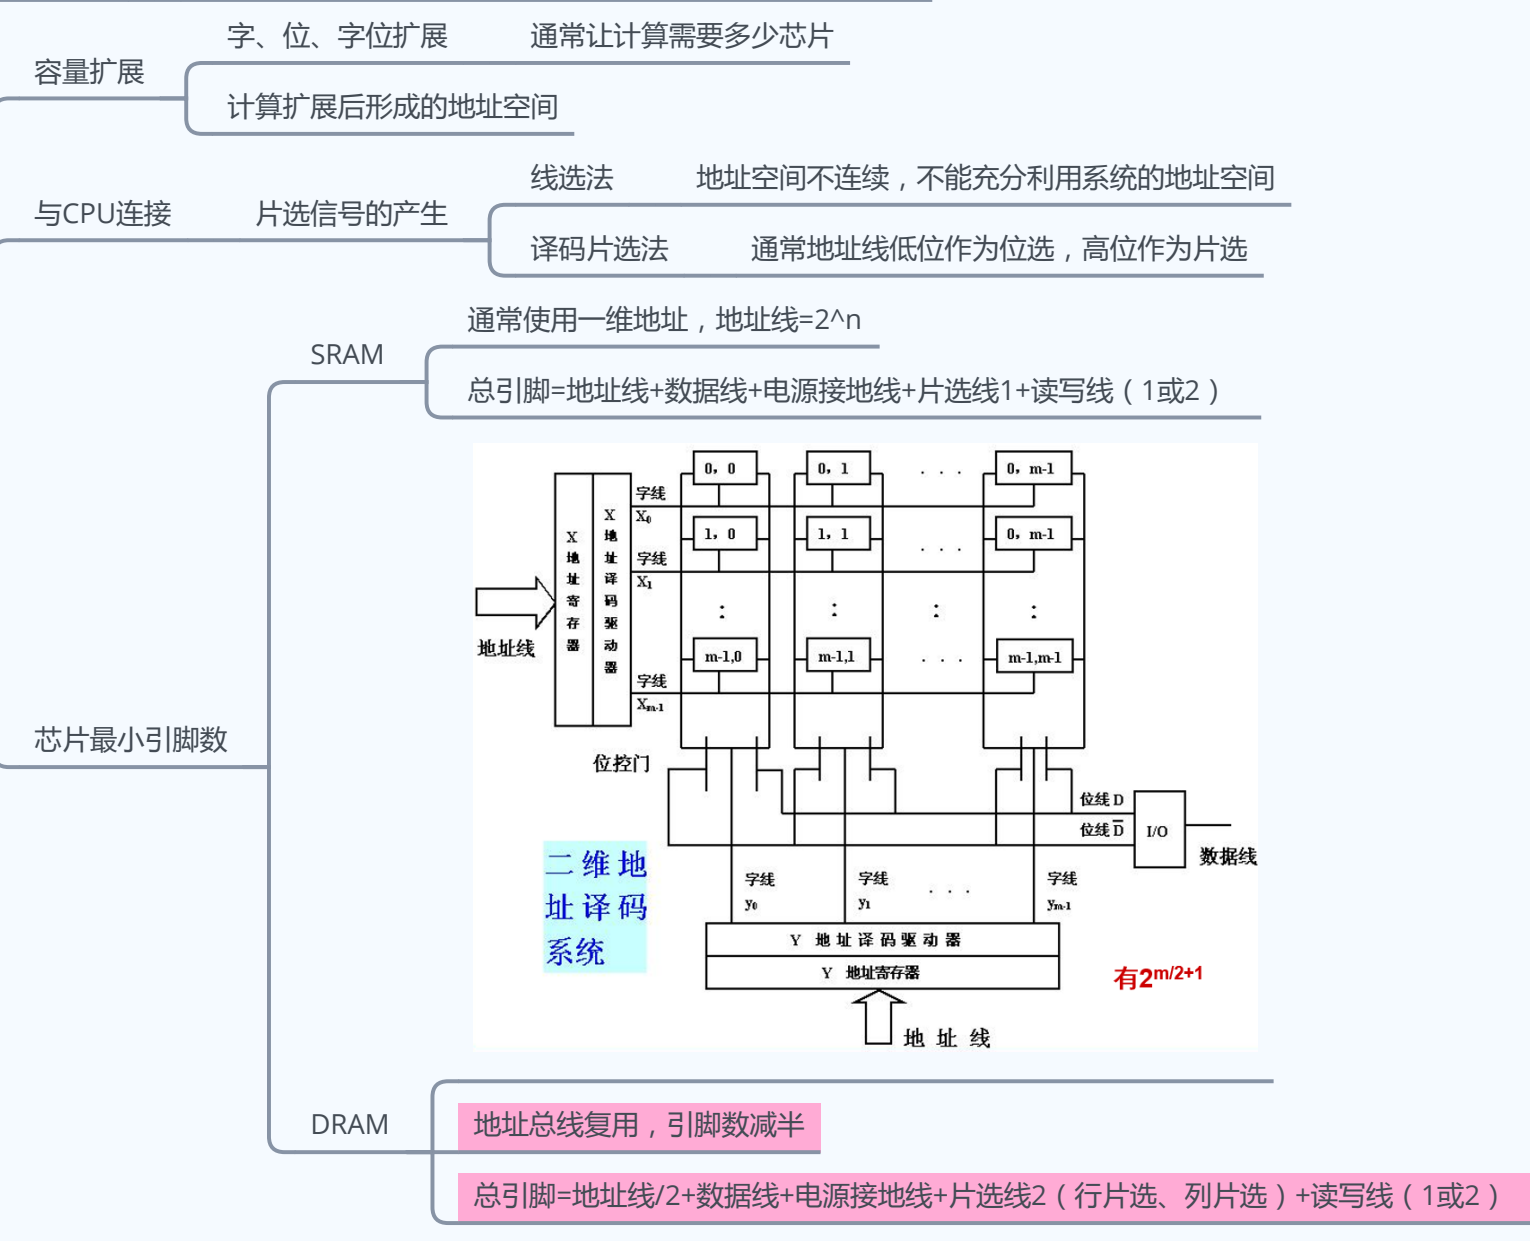 字、位、字位扩展 通常让计算需要多少芯片
容量扩展
计算扩展后形成的地址空间
线选法 地址空间不连续，不能充分利用系统的地址空间
与CPU连接 片选信号的产生
译码片选法 通常地址线低位作为位选，高位作为片选
通常使用一维地址，地址线=2^n
SRAM
总引脚=地址线+数据线+电源接地线+片选线1+读写线（1或2）
0，0 0，1 · · · 0，m-1
字线
X₀
1，0 1，1 · · · 0，m-1
字线
X₁
X地址寄存器
X地址译码驱动器
地址线
m-1,0 m-1,1 · · · m-1,m-1
字线
Xₘ₋₁
芯片最小引脚数
位控门
位线 D
位线 D̅
I/O
数据线
二维地
址译码
系统
字线 字线 · · · 字线
y₀ y₁ yₘ₋₁
Y 地址译码驱动器
Y 地址寄存器
有2^m/2+1
地址线
DRAM
地址总线复用，引脚数减半
总引脚=地址线/2+数据线+电源接地线+片选线2（行片选、列片选）+读写线（1或2）